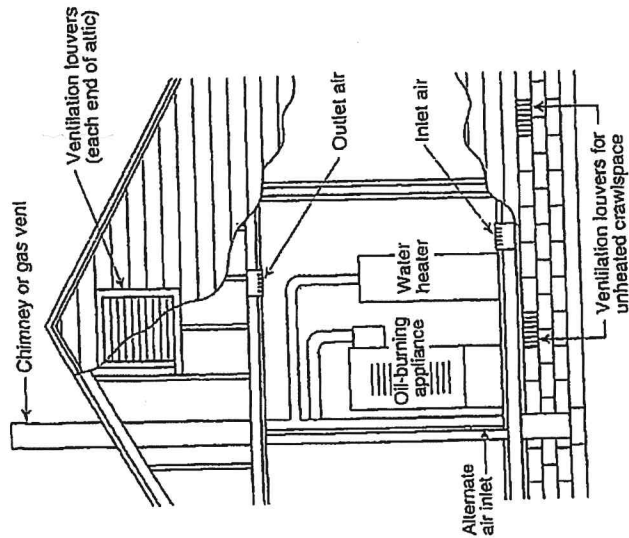 Chimney or gas vent
Ventilation louvers
(each end of attic)
Outlet air
Water
heater
Oil-burning
appliance
Inlet air
Alternate
air inlet
Ventilation louvers for
unheated crawlspace